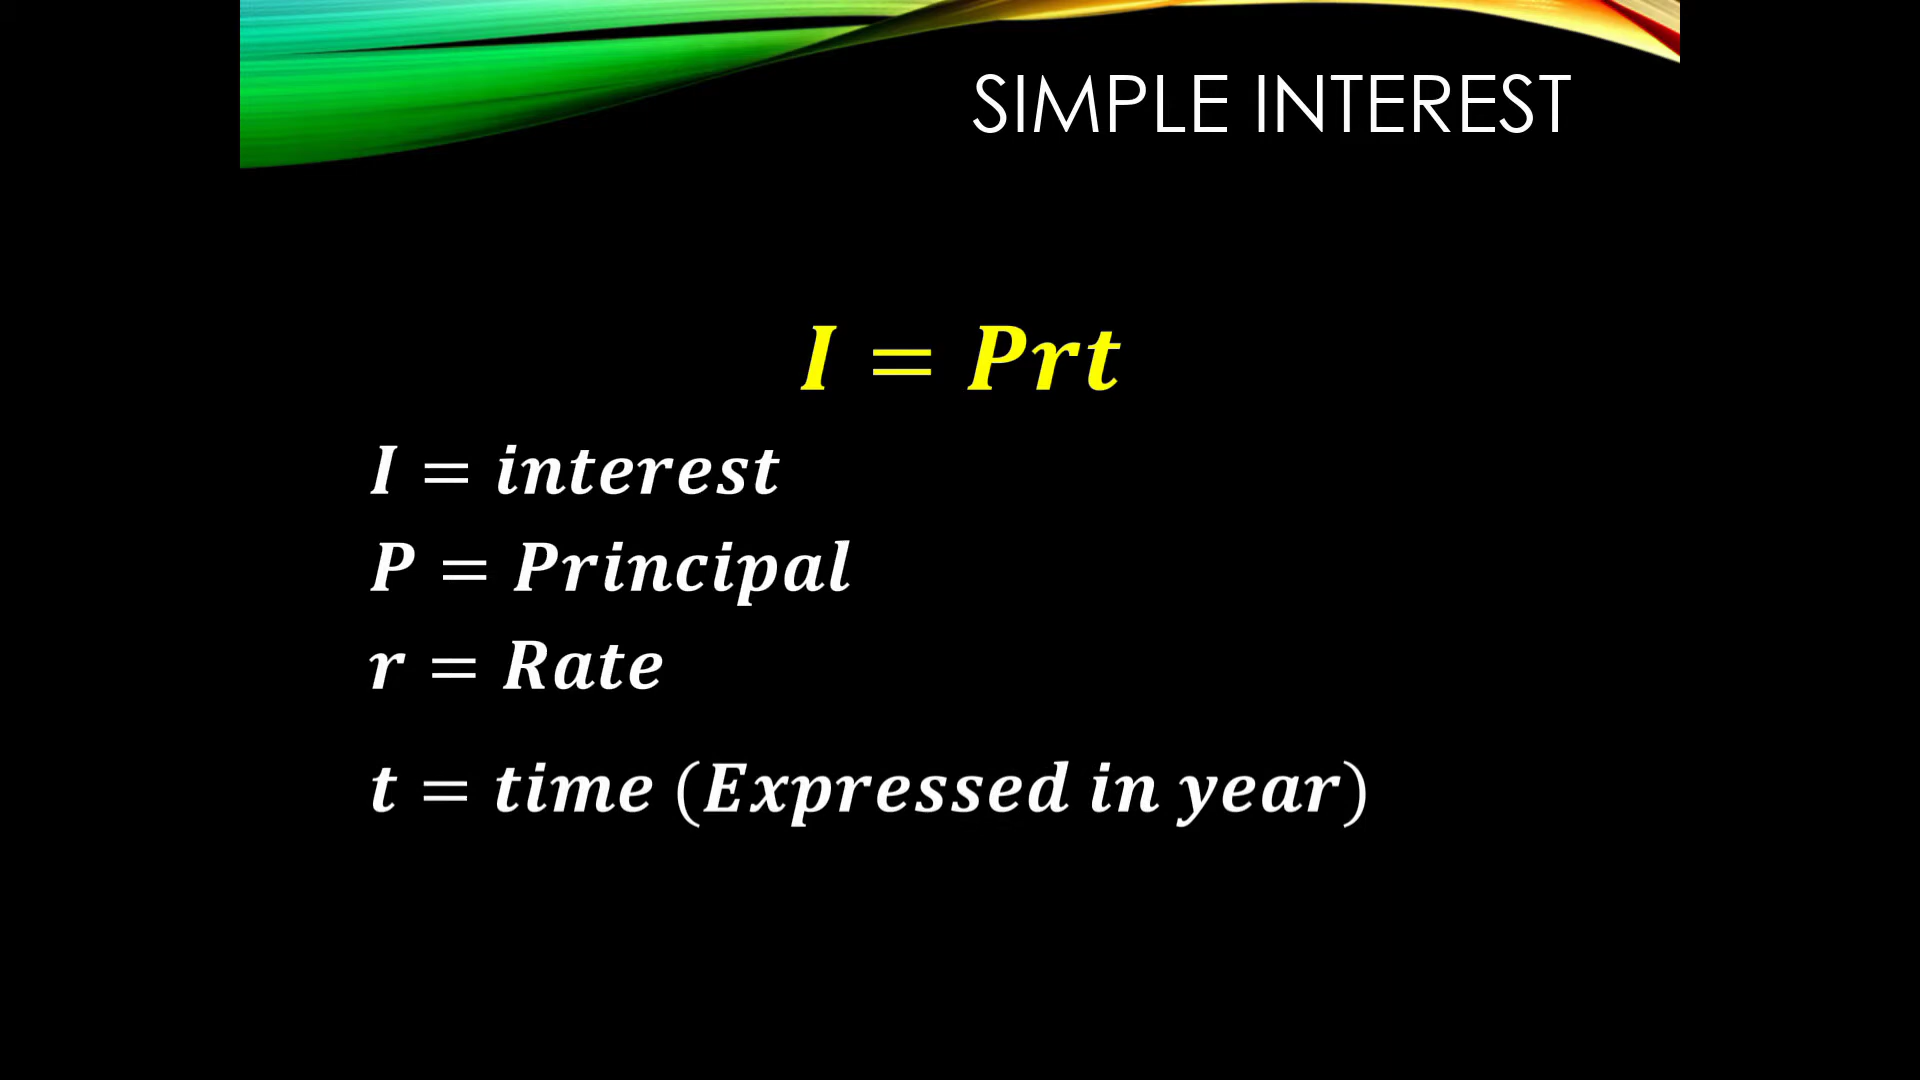 SIMPLE INTEREST
I = Prt
I = interest
P = Principal
r = Rate
t = time (Expressed in year)